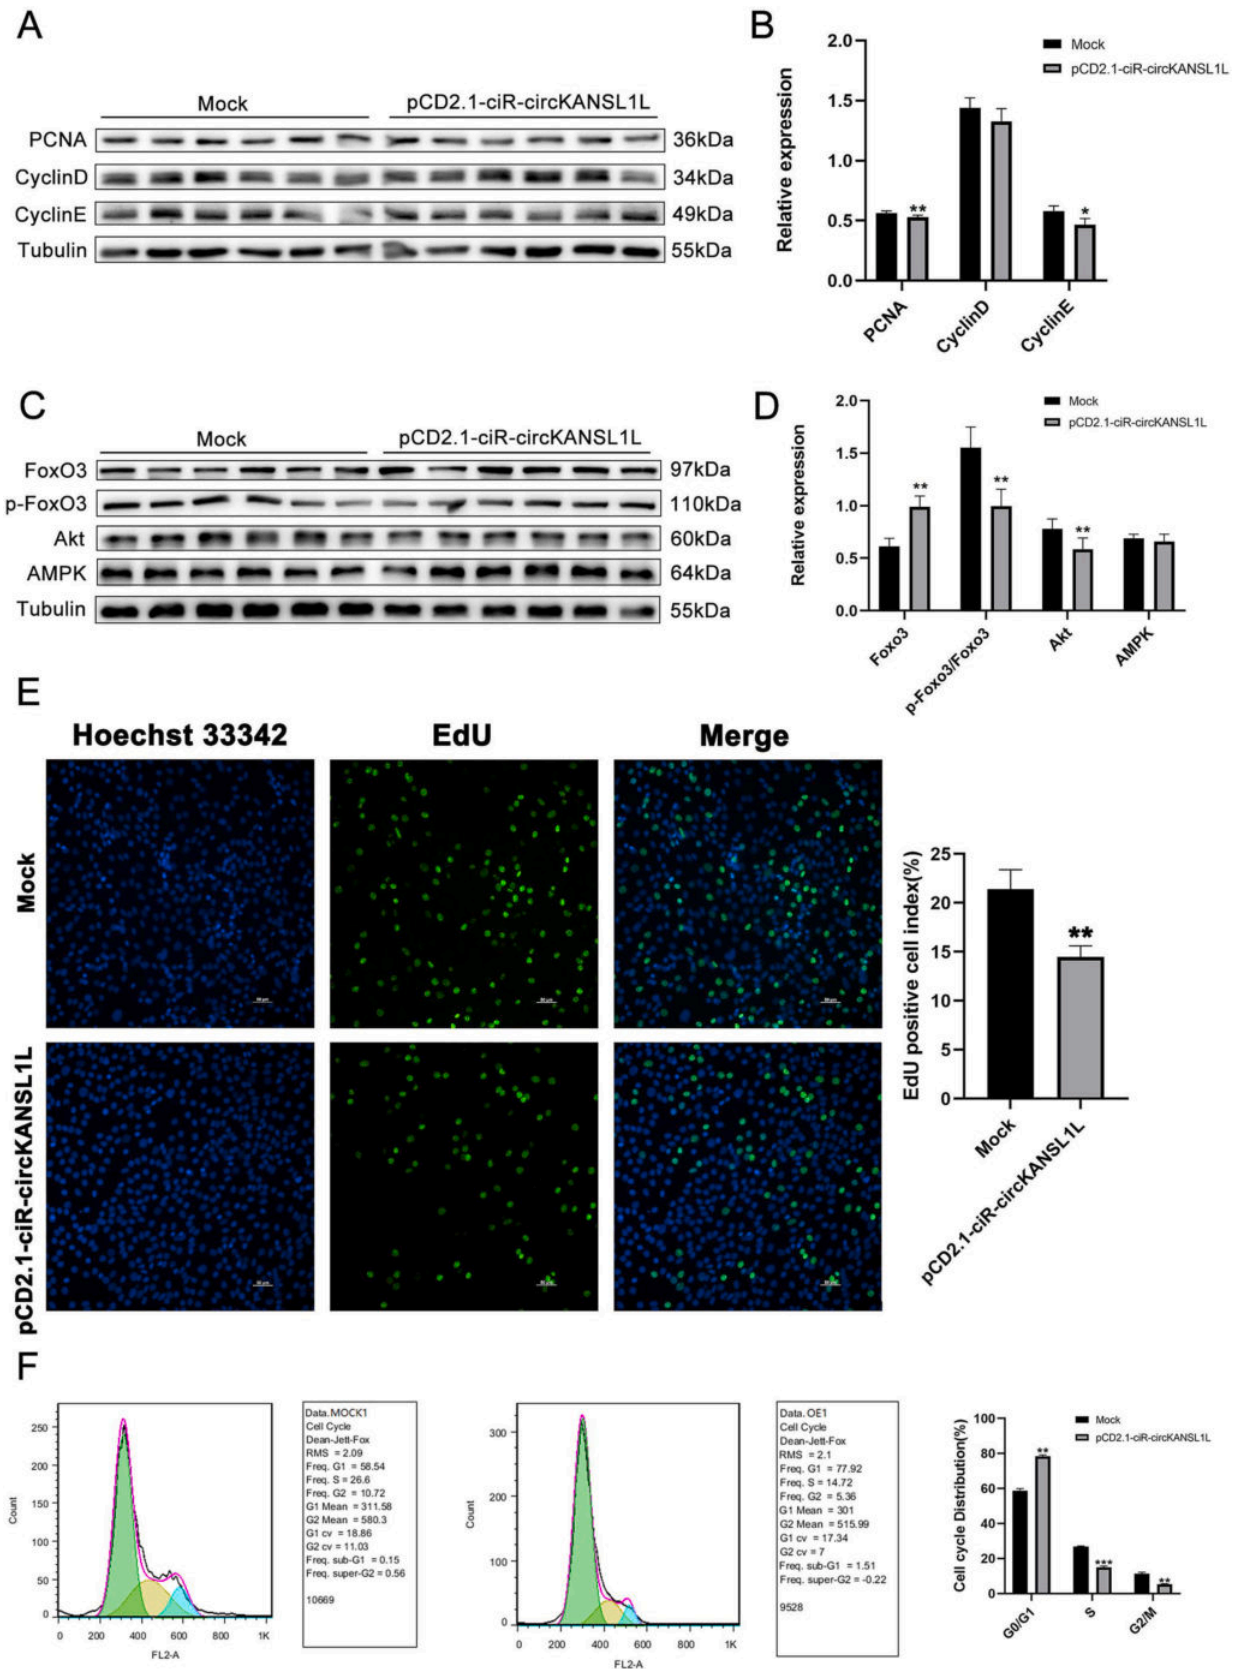 A
Mock
pCD2.1-ciR-circKANSL1L
PCNA
36kDa
CyclinD
34kDa
CyclinE
49kDa
Tubulin
55kDa
B
Mock
pCD2.1-ciR-circKANSL1L
Relative expression
2.0
1.5
1.0
0.5
0.0
**
*
PCNA
CyclinD
CyclinE
C
Mock
pCD2.1-ciR-circKANSL1L
FoxO3
97kDa
p-FoxO3
110kDa
Akt
60kDa
AMPK
64kDa
Tubulin
55kDa
D
Mock
pCD2.1-ciR-circKANSL1L
Relative expression
2.0
1.5
1.0
0.5
0.0
**
**
**
Foxo3
p-Foxo3/Foxo3
Akt
AMPK
E
Hoechst 33342
EdU
Merge
Mock
pCD2.1-ciR-circKANSL1L
EdU positive cell index(%)
25
20
15
10
5
0
**
Mock
pCD2.1-ciR-circKANSL1L
F
Count
250
200
150
100
50
0
0 200 400 600 800 1K
FL2-A
Data.MOCK1
Cell Cycle
Dean-Jett-Fox
RMS = 2.09
Freq. G1 = 58.54
Freq. S = 26.6
Freq. G2 = 10.72
G1 Mean = 311.58
G2 Mean = 580.3
G1 cv = 18.86
G2 cv = 11.03
Freq. sub-G1 = 0.15
Freq. super-G2 = 0.56
10669
Count
300
200
100
0
0 200 400 600 800 1K
FL2-A
Data.OE1
Cell Cycle
Dean-Jett-Fox
RMS = 2.1
Freq. G1 = 77.92
Freq. S = 14.72
Freq. G2 = 5.36
G1 Mean = 301
G2 Mean = 515.99
G1 cv = 17.34
G2 cv = 7
Freq. sub-G1 = 1.51
Freq. super-G2 = -0.22
9528
Mock
pCD2.1-ciR-circKANSL1L
Cell cycle Distribution(%)
100
80
60
40
20
0
**
***
**
G0/G1
S
G2/M